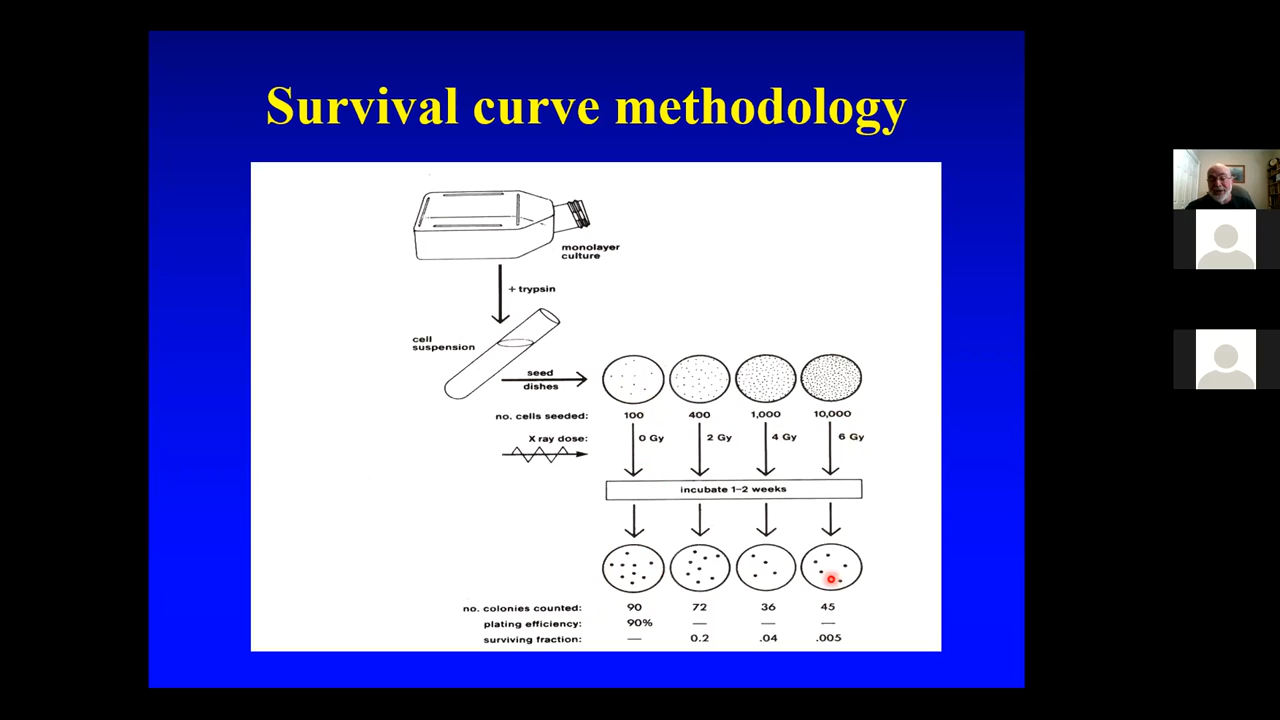 Survival curve methodology
monolayer
culture
+ trypsin
cell
suspension
seed
dishes
no. cells seeded: 100 400 1,000 10,000
X ray dose: 0 Gy 2 Gy 4 Gy 6 Gy
incubate 1–2 weeks
no. colonies counted: 90 72 36 45
plating efficiency: 90% — — —
surviving fraction: — 0.2 .04 .005